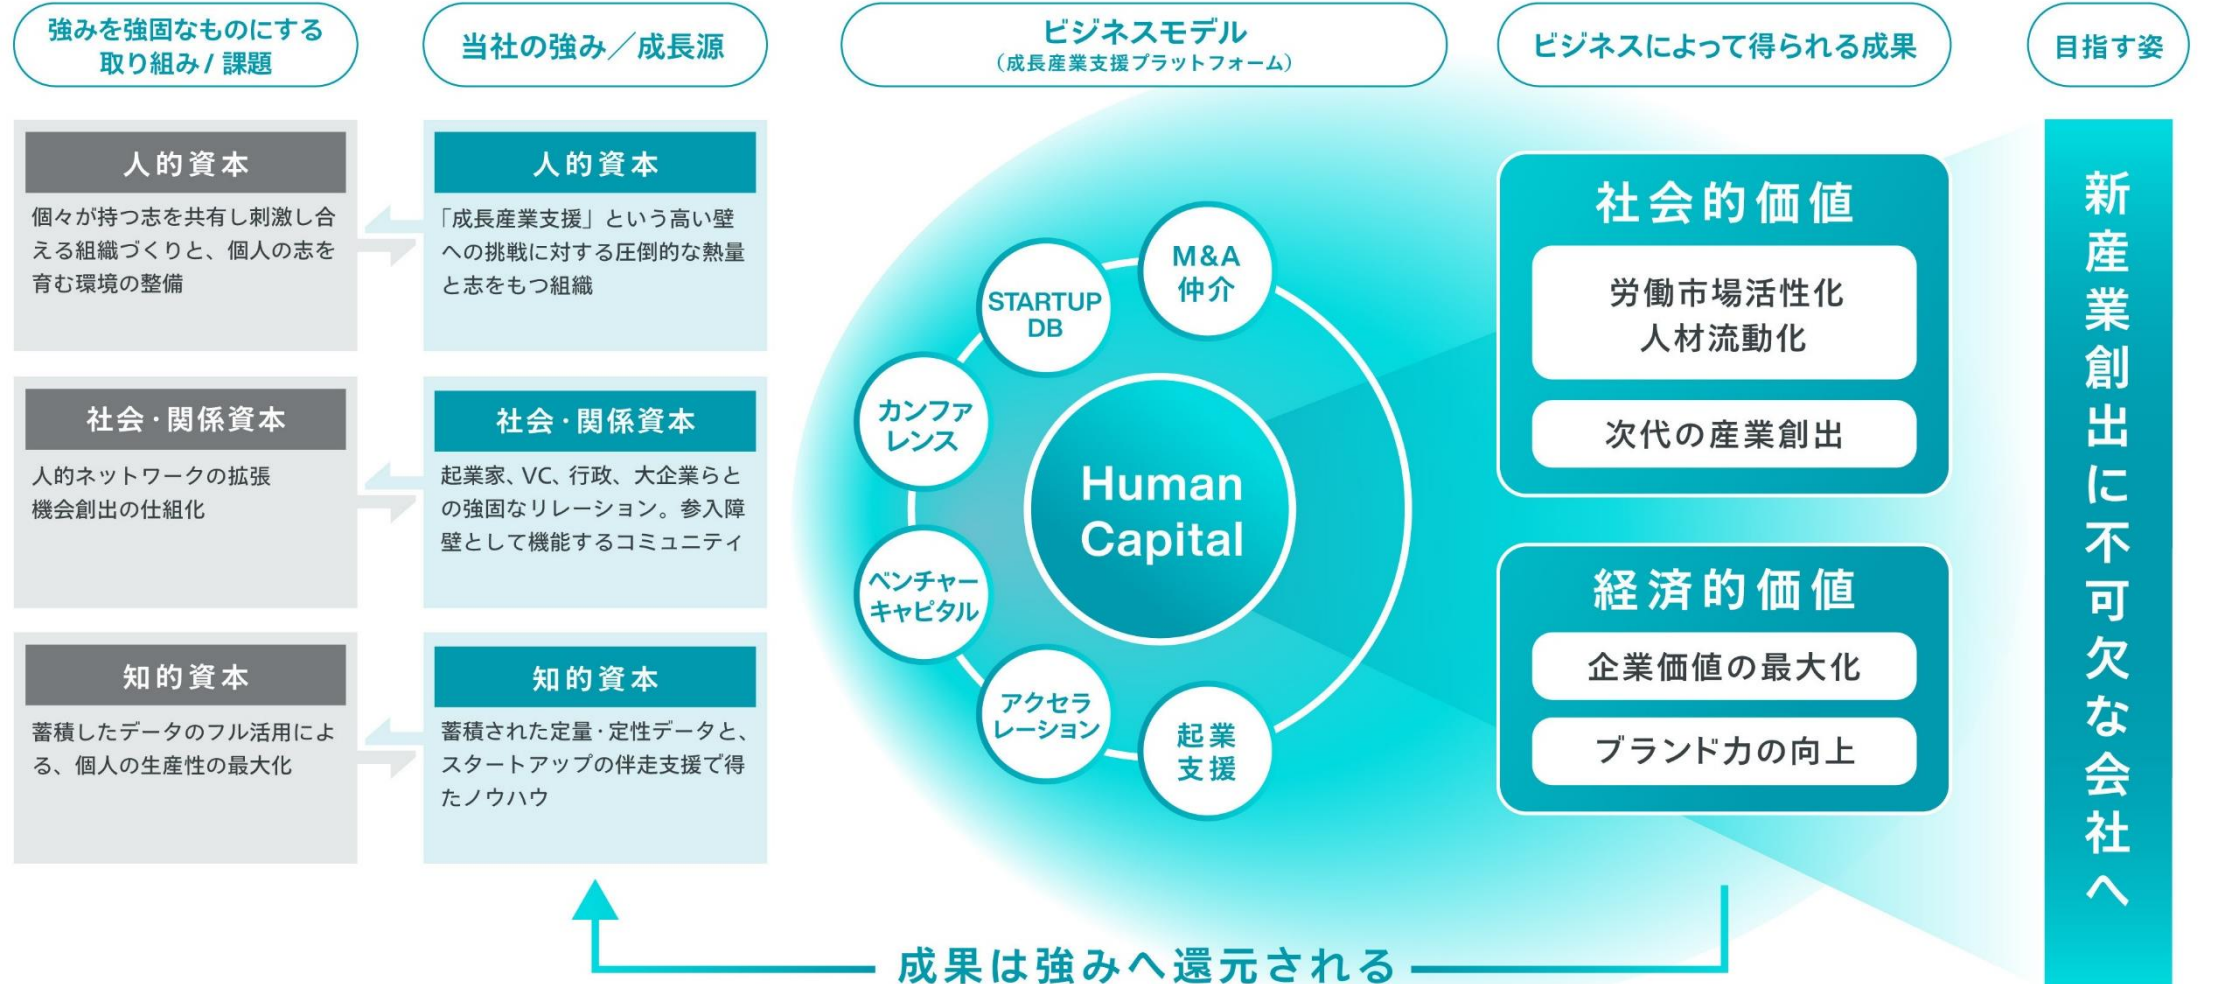 強みを強固なものにする
取り組み / 課題
当社の強み／成長源
ビジネスモデル
（成長産業支援プラットフォーム）
ビジネスによって得られる成果
目指す姿
人的資本
個々が持つ志を共有し刺激し合
える組織づくりと、個人の志を
育む環境の整備
人的資本
「成長産業支援」という高い壁
への挑戦に対する圧倒的な熱量
と志をもつ組織
社会・関係資本
人的ネットワークの拡張
機会創出の仕組化
社会・関係資本
起業家、VC、行政、大企業らと
の強固なリレーション。参入障
壁として機能するコミュニティ
知的資本
蓄積したデータのフル活用によ
る、個人の生産性の最大化
知的資本
蓄積された定量・定性データと、
スタートアップの伴走支援で得
たノウハウ
M&A
仲介
STARTUP
DB
カンファ
レンス
ベンチャー
キャピタル
アクセラ
レーション
起業
支援
Human
Capital
社会的価値
労働市場活性化
人材流動化
次代の産業創出
経済的価値
企業価値の最大化
ブランド力の向上
新産業創出に不可欠な会社へ
成果は強みへ還元される